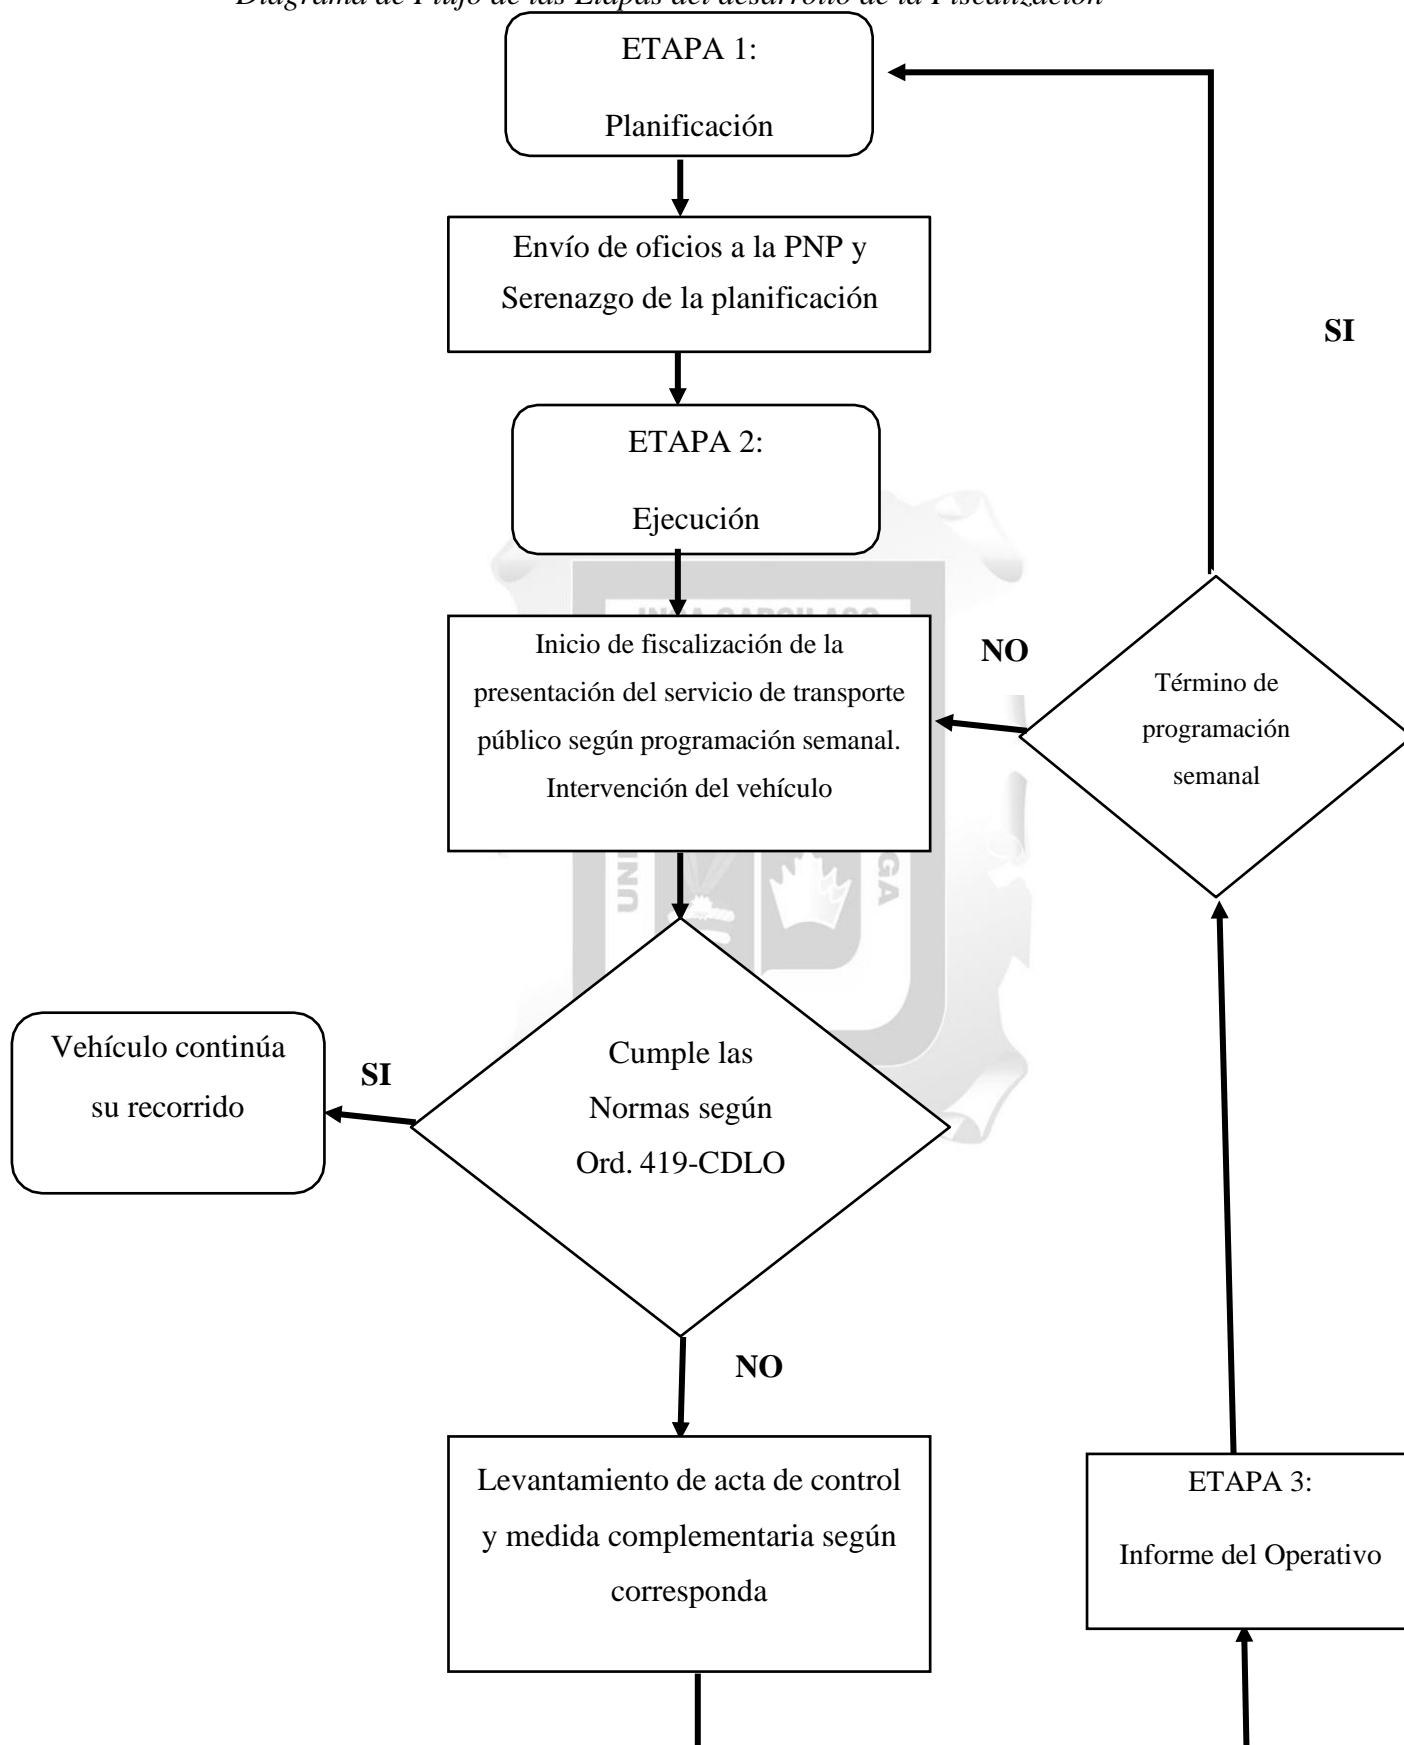 Diagrama de Flujo de las Etapas del desarrollo de la Fiscalización
ETAPA 1:
Planificación
Envío de oficios a la PNP y
Serenazgo de la planificación
SI
ETAPA 2:
Ejecución
Inicio de fiscalización de la
presentación del servicio de transporte
público según programación semanal.
Intervención del vehículo
NO
Término de
programación
semanal
Cumple las
Normas según
Ord. 419-CDLO
SI
Vehículo continúa
su recorrido
NO
Levantamiento de acta de control
y medida complementaria según
corresponda
ETAPA 3:
Informe del Operativo